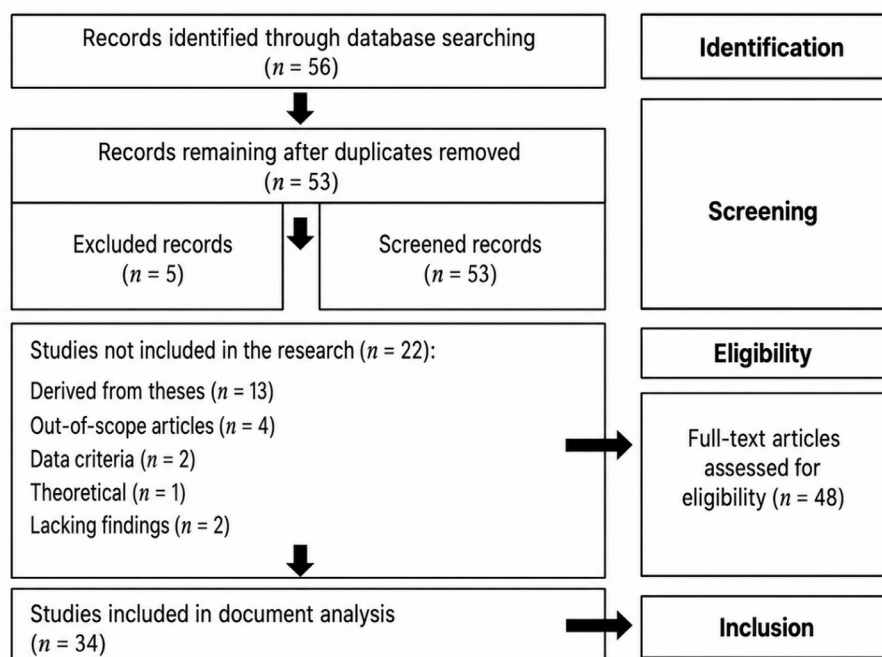 Records identified through database searching
(n = 56)
Identification
Records remaining after duplicates removed
(n = 53)
Screening
Excluded records
(n = 5)
Screened records
(n = 53)
Studies not included in the research (n = 22):
Derived from theses (n = 13)
Out-of-scope articles (n = 4)
Data criteria (n = 2)
Theoretical (n = 1)
Lacking findings (n = 2)
Eligibility
Full-text articles
assessed for
eligibility (n = 48)
Studies included in document analysis
(n = 34)
Inclusion